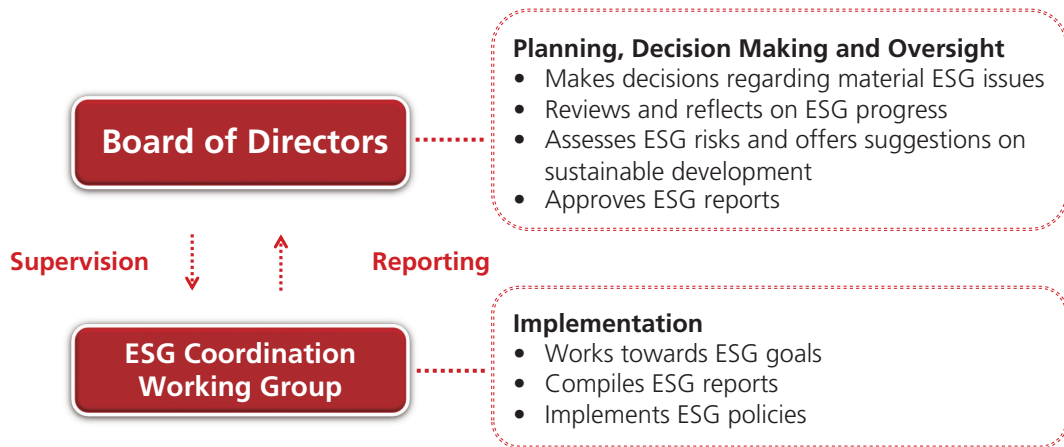 Planning, Decision Making and Oversight
• Makes decisions regarding material ESG issues
• Reviews and reflects on ESG progress
• Assesses ESG risks and offers suggestions on
sustainable development
• Approves ESG reports
Board of Directors
Supervision
Reporting
ESG Coordination
Working Group
Implementation
• Works towards ESG goals
• Compiles ESG reports
• Implements ESG policies